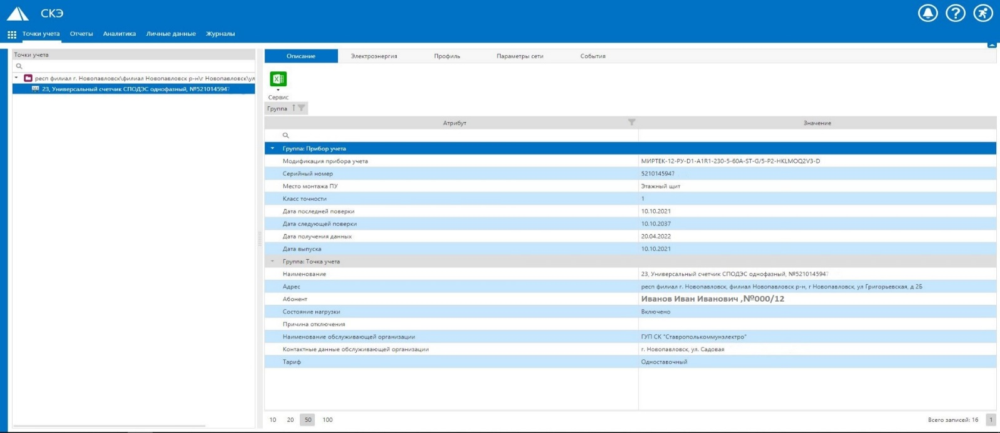 СКЭ
Точки учета Отчеты Аналитика Личные данные Журналы
Точки учета
респ филиал г. Новопавловск\филиал Новопавловск р-н\г Новопавловск\ул
23, Универсальный счетчик СПОДЭС однофазный, №5210145947
Описание Электроэнергия Профиль Параметры сети События
Сервис
Группа
Атрибут Значение
Группа: Прибор учета
Модификация прибора учета МИРТЕК-12-РУ-D1-A1R1-230-5-60A-ST-G/5-P2-HKLMOQ2V3-D
Серийный номер 5210145947
Место монтажа ПУ Этажный щит
Класс точности 1
Дата последней поверки 10.10.2021
Дата следующей поверки 10.10.2037
Дата получения данных 20.04.2022
Дата выпуска 10.10.2021
Группа: Точка учета
Наименование 23, Универсальный счетчик СПОДЭС однофазный, №5210145947
Адрес респ филиал г. Новопавловск, филиал Новопавловск р-н, г Новопавловск, ул Григорьевская, д 2Б
Абонент Иванов Иван Иванович ,№000/12
Состояние нагрузки Включено
Причина отключения
Наименование обслуживающей организации ГУП СК "Ставрополькоммунэлектро"
Контактные данные обслуживающей организации г. Новопавловск, ул. Садовая
Тариф Одноставочный
10 20 50 100 Всего записей: 16 1